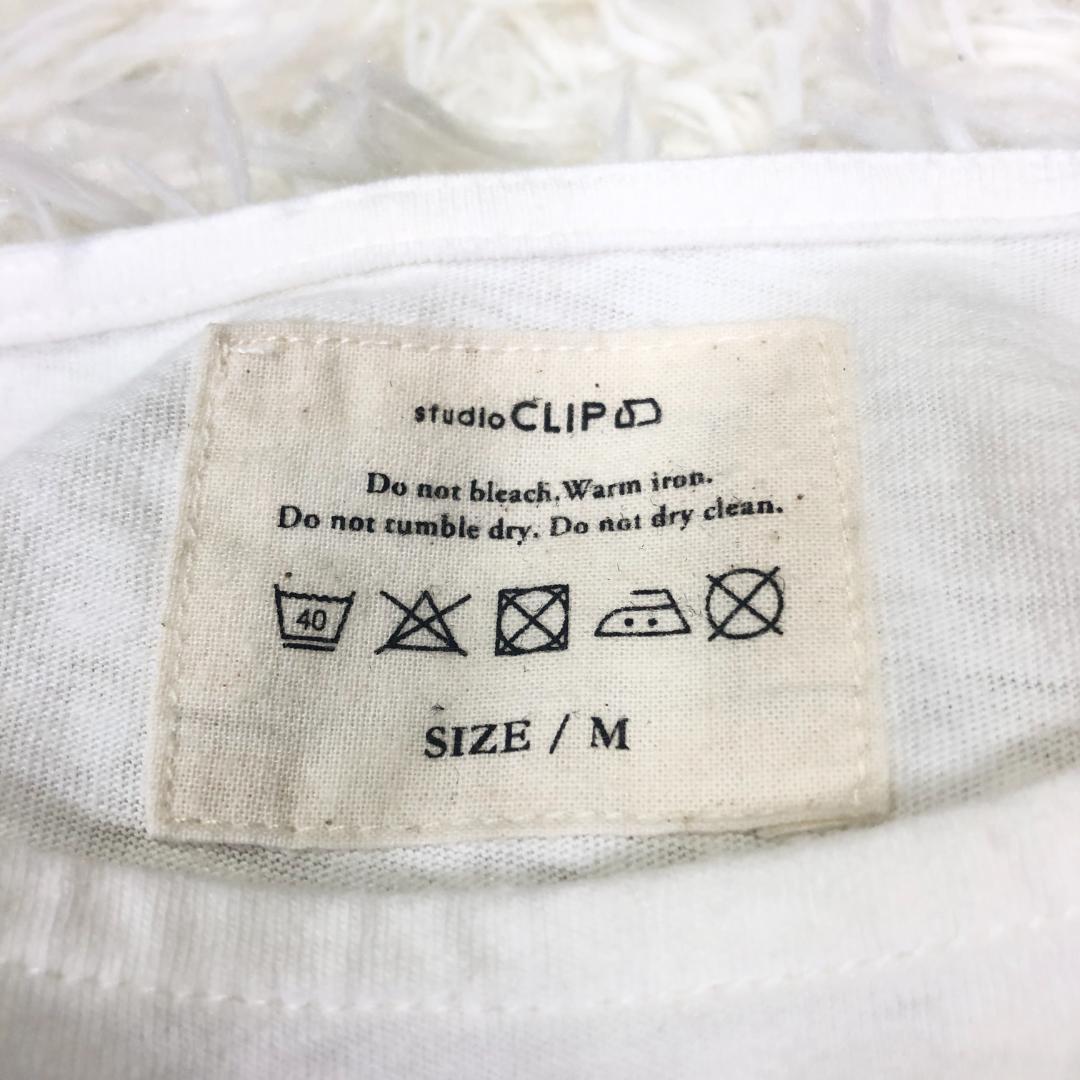 studio CLIP
Do not bleach. Warm iron.
Do not tumble dry. Do not dry clean.
40
SIZE / M